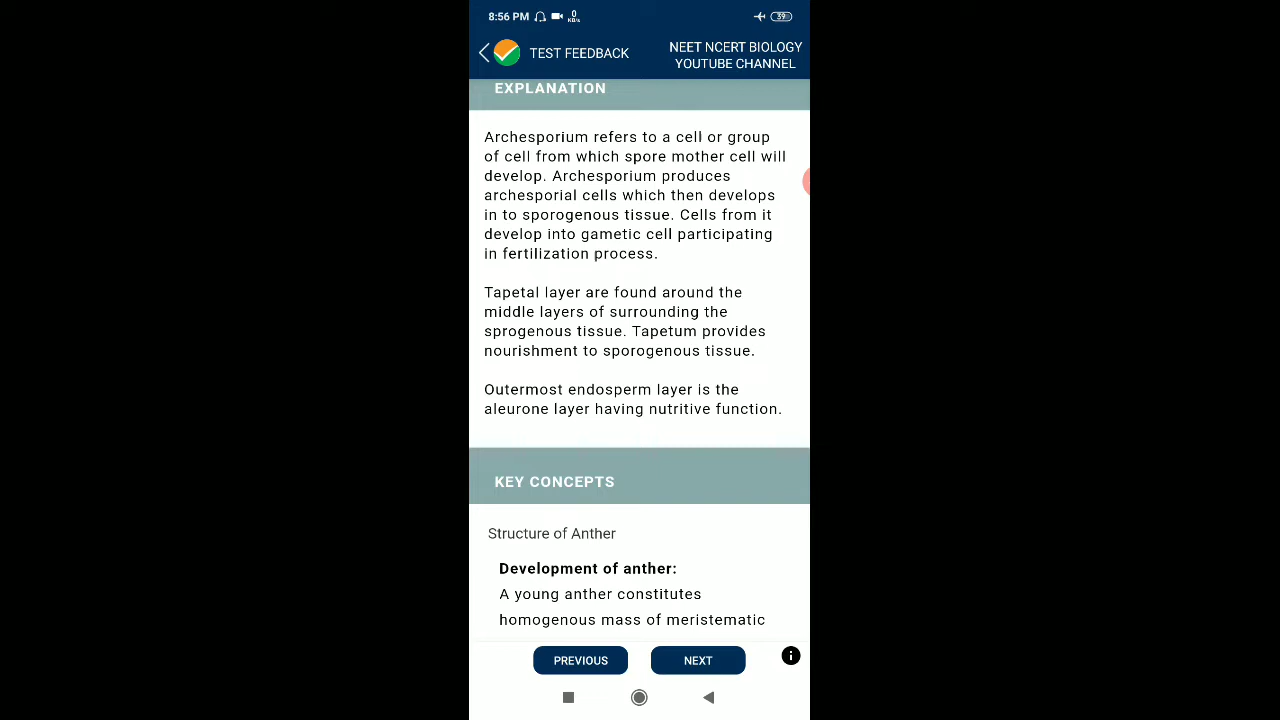 8:56 PM 0 KB/s 39
TEST FEEDBACK
NEET NCERT BIOLOGY
YOUTUBE CHANNEL
EXPLANATION
Archesporium refers to a cell or group
of cell from which spore mother cell will
develop. Archesporium produces
archesporial cells which then develops
in to sporogenous tissue. Cells from it
develop into gametic cell participating
in fertilization process.
Tapetal layer are found around the
middle layers of surrounding the
sprogenous tissue. Tapetum provides
nourishment to sporogenous tissue.
Outermost endosperm layer is the
aleurone layer having nutritive function.
KEY CONCEPTS
Structure of Anther
Development of anther:
A young anther constitutes
homogenous mass of meristematic
PREVIOUS
NEXT